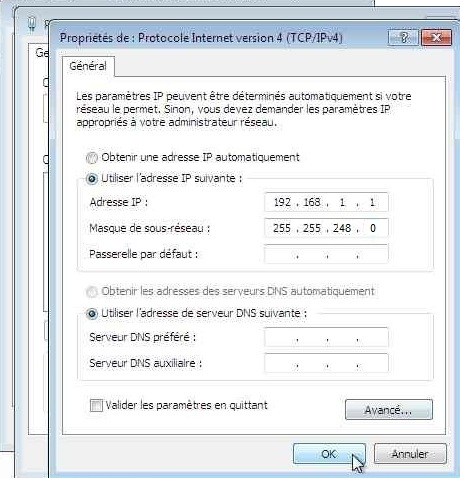 Propriétés de : Protocole Internet version 4 (TCP/IPv4)
Général
Les paramètres IP peuvent être déterminés automatiquement si votre
réseau le permet. Sinon, vous devez demander les paramètres IP
appropriés à votre administrateur réseau.
Obtenir une adresse IP automatiquement
Utiliser l'adresse IP suivante :
Adresse IP : 192 . 168 . 1 . 1
Masque de sous-réseau : 255 . 255 . 248 . 0
Passerelle par défaut : . . .
Obtenir les adresses des serveurs DNS automatiquement
Utiliser l'adresse de serveur DNS suivante :
Serveur DNS préféré : . . .
Serveur DNS auxiliaire : . . .
Valider les paramètres en quittant
Avancé...
OK Annuler